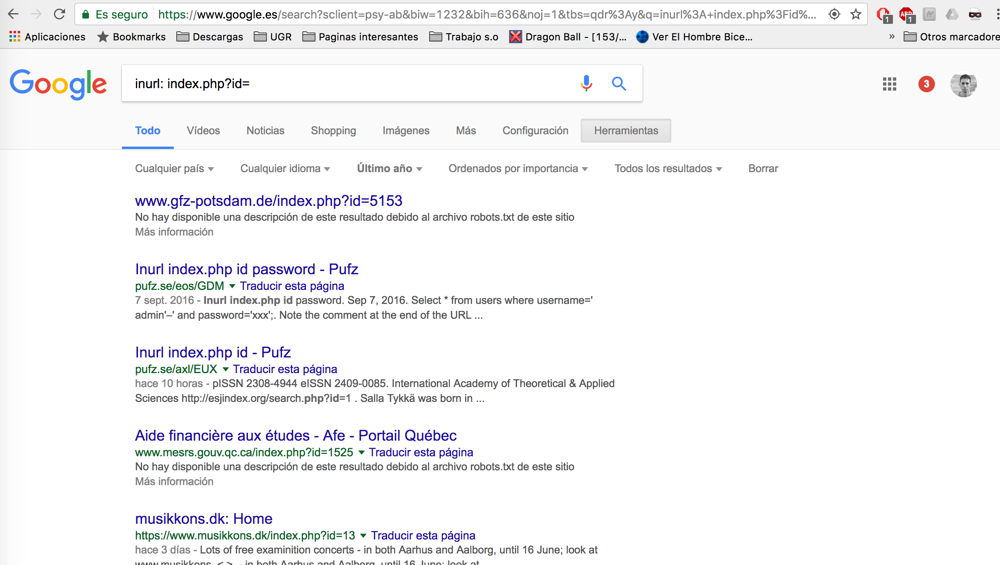 Es seguro https://www.google.es/search?sclient=psy-ab&biw=1232&bih=636&noj=1&tbs=qdr%3Ay&q=inurl%3A+index.php%3Fid%... 1 ABP 1
Aplicaciones Bookmarks Descargas UGR Paginas interesantes Trabajo s.o Dragon Ball - [153/... Ver El Hombre Bice... » Otros marcadore
Google inurl: index.php?id= 3
Todo Vídeos Noticias Shopping Imágenes Más Configuración Herramientas
Cualquier país Cualquier idioma Último año Ordenados por importancia Todos los resultados Borrar
www.gfz-potsdam.de/index.php?id=5153
No hay disponible una descripción de este resultado debido al archivo robots.txt de este sitio
Más información
Inurl index.php id password - Pufz
pufz.se/eos/GDM Traducir esta página
7 sept. 2016 - Inurl index.php id password. Sep 7, 2016. Select * from users where username='
admin'–' and password='xxx';. Note the comment at the end of the URL ...
Inurl index.php id - Pufz
pufz.se/axl/EUX Traducir esta página
hace 10 horas - pISSN 2308-4944 eISSN 2409-0085. International Academy of Theoretical & Applied
Sciences http://esjindex.org/search.php?id=1 . Salla Tykkä was born in ...
Aide financière aux études - Afe - Portail Québec
www.mesrs.gouv.qc.ca/index.php?id=1525 Traducir esta página
No hay disponible una descripción de este resultado debido al archivo robots.txt de este sitio
Más información
musikkons.dk: Home
https://www.musikkons.dk/index.php?id=13 Traducir esta página
hace 3 días - Lots of free examinition concerts - in both Aarhus and Aalborg, until 16 June; look at
www.musikkons. < >. - in both Aarhus and Aalborg, until 16 June; look at